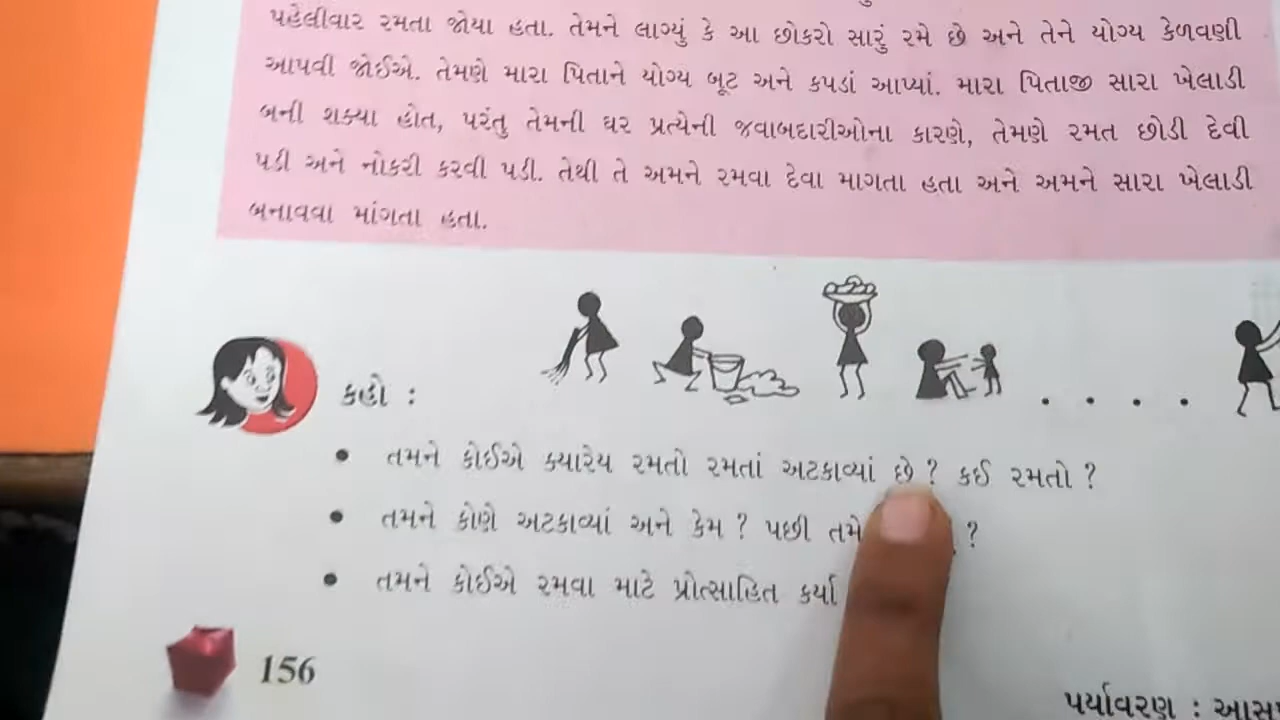 પહેલીવાર રમતા જોયા હતા. તેમને લાગ્યું કે આ છોકરો સારું રમે છે અને તેને યોગ્ય કેળવણી
આપવી જોઈએ. તેમણે મારા પિતાને યોગ્ય બૂટ અને કપડાં આપ્યાં. મારા પિતાજી સારા ખેલાડી
બની શક્યા હોત, પરંતુ તેમની ઘર પ્રત્યેની જવાબદારીઓના કારણે, તેમણે રમત છોડી દેવી
પડી અને નોકરી કરવી પડી. તેથી તે અમને રમવા દેવા માગતા હતા અને અમને સારા ખેલાડી
બનાવવા માંગતા હતા.
કહો :
• તમને કોઈએ ક્યારેય રમતો રમતાં અટકાવ્યાં છે ? કઈ રમતો ?
• તમને કોણે અટકાવ્યાં અને કેમ ? પછી તમે ?
• તમને કોઈએ રમવા માટે પ્રોત્સાહિત કર્યા
156
પર્યાવરણ :